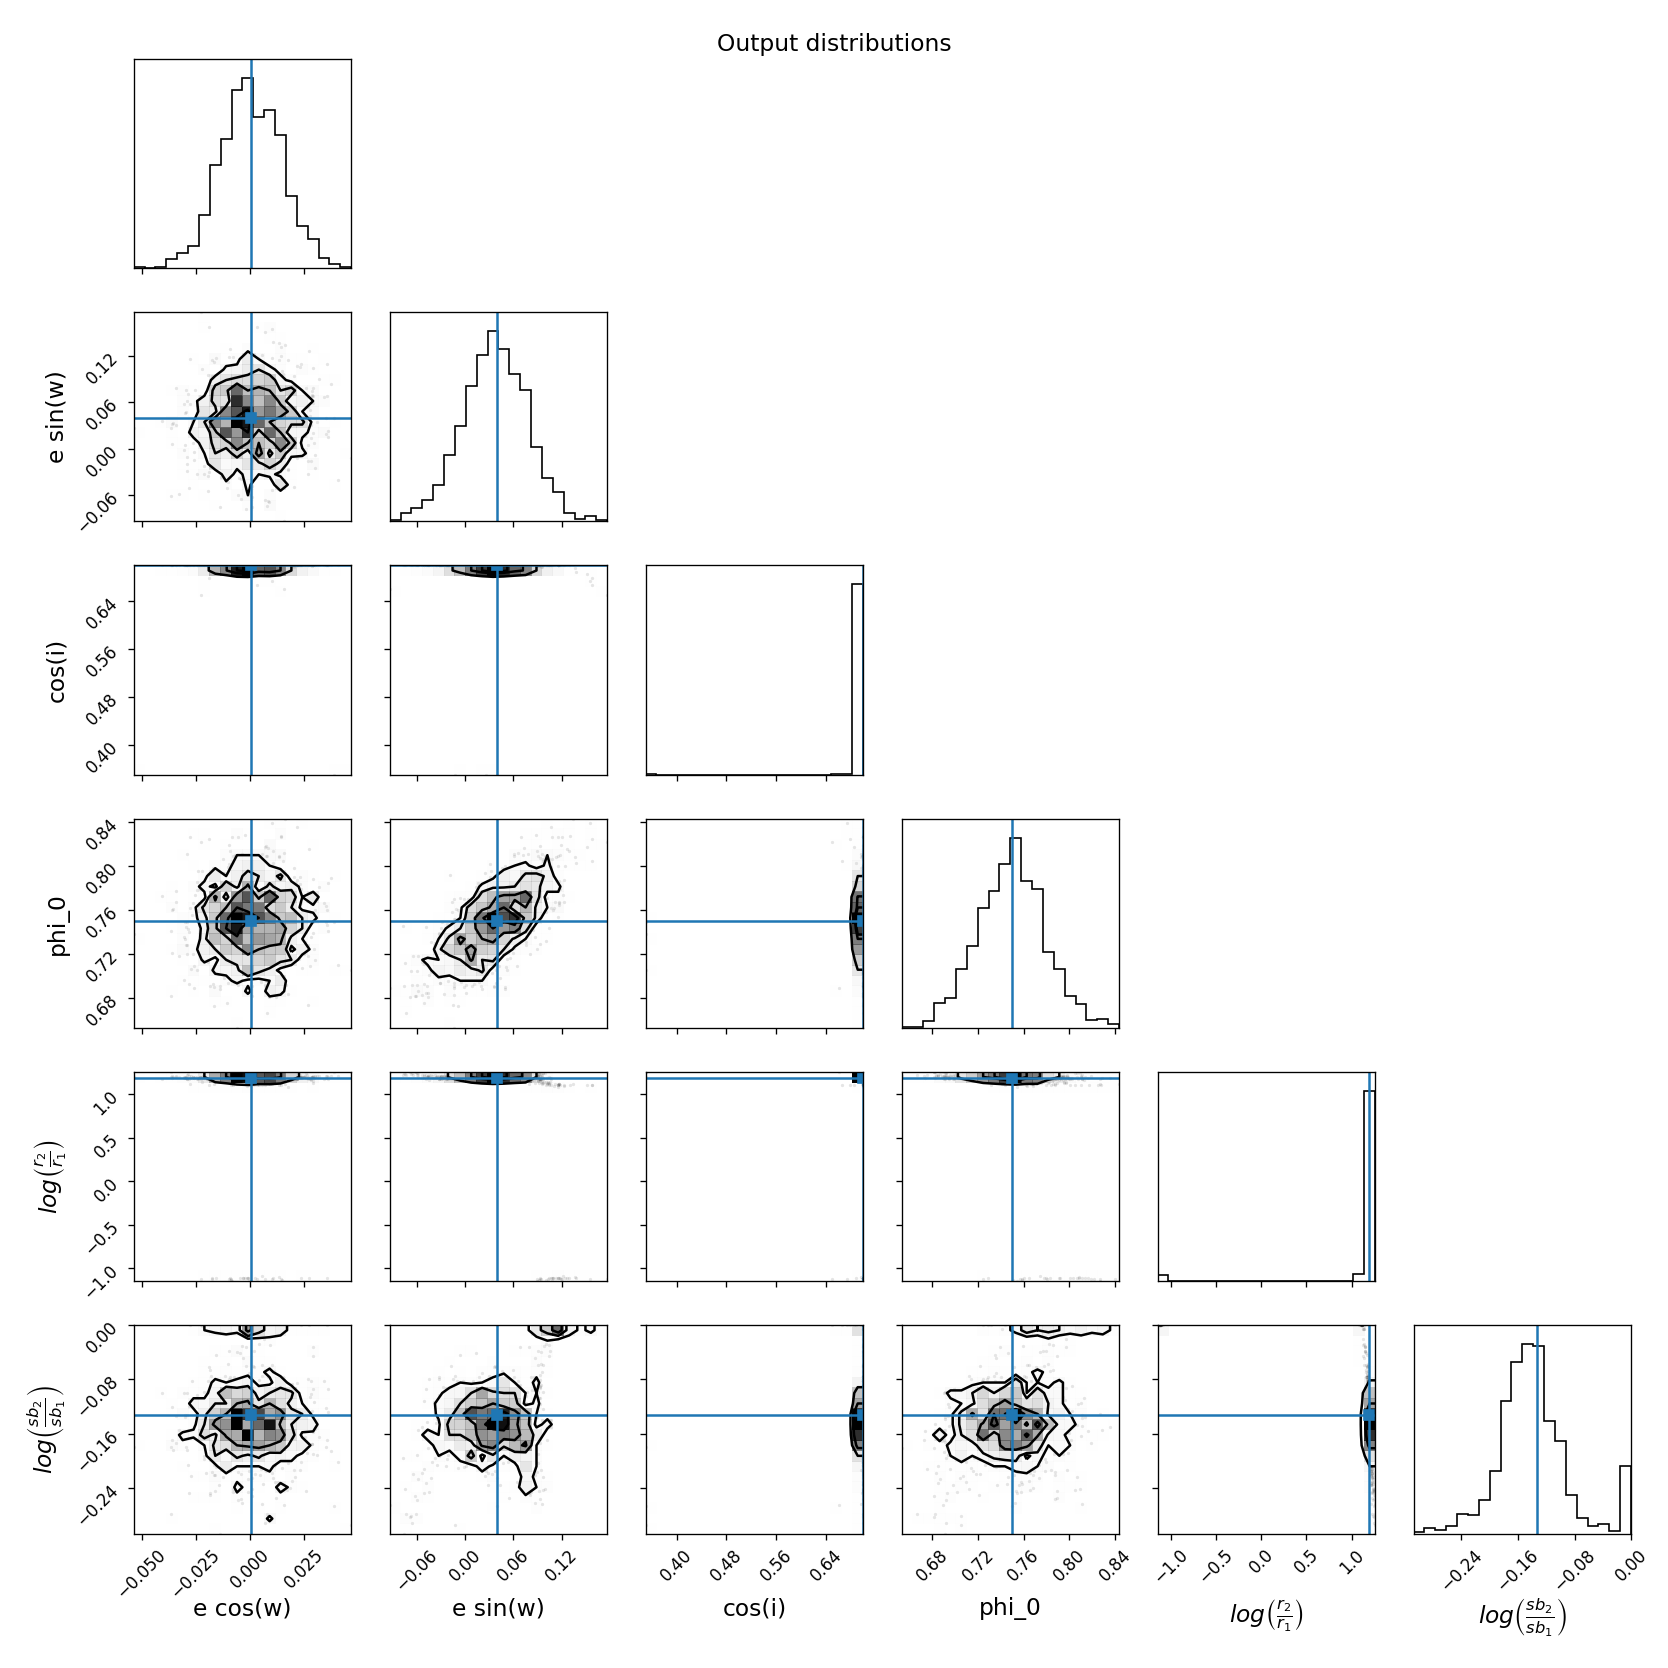 Output distributions
e sin(w)
0.12
0.06
0.00
−0.06
cos(i)
0.64
0.56
0.48
0.40
phi_0
0.84
0.80
0.76
0.72
0.68
log(r₂/r₁)
1.0
0.5
0.0
−0.5
−1.0
log(sb₂/sb₁)
0.00
−0.08
−0.16
−0.24
−0.050 −0.025 0.000 0.025
−0.06 0.00 0.06 0.12
0.40 0.48 0.56 0.64
0.68 0.72 0.76 0.80 0.84
−1.0 −0.5 0.0 0.5 1.0
−0.24 −0.16 −0.08 0.00
e cos(w)
e sin(w)
cos(i)
phi_0
log(r₂/r₁)
log(sb₂/sb₁)